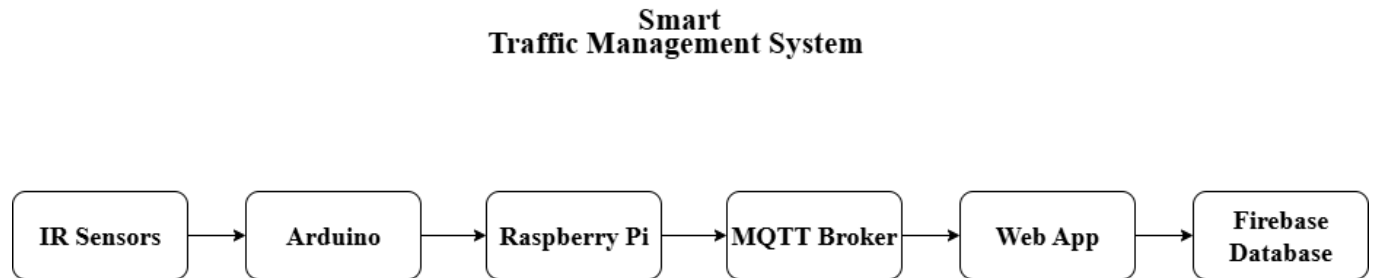 Smart
Traffic Management System
IR Sensors
Arduino
Raspberry Pi
MQTT Broker
Web App
Firebase
Database